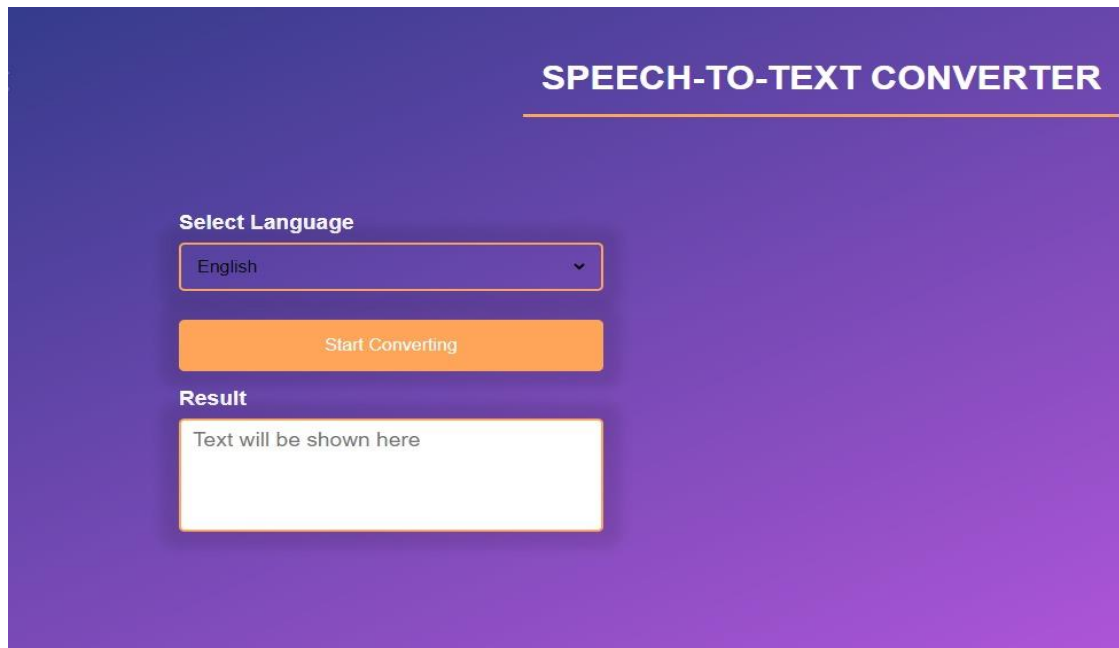 SPEECH-TO-TEXT CONVERTER
Select Language
English
Start Converting
Result
Text will be shown here